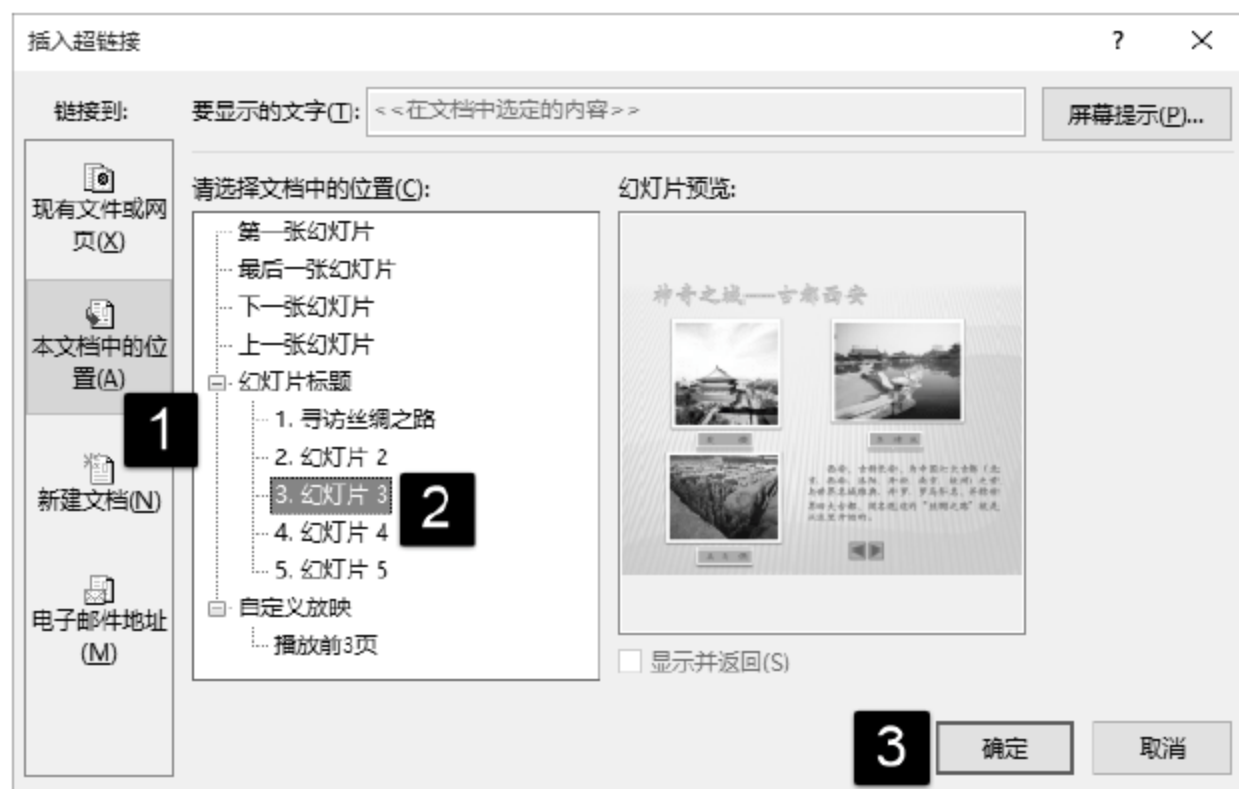 插入超链接
?
链接到:
要显示的文字(T):
<<在文档中选定的内容>>
屏幕提示(P)...
现有文件或网
页(X)
本文档中的位
置(A)
1
新建文档(N)
电子邮件地址
(M)
请选择文档中的位置(C):
第一张幻灯片
最后一张幻灯片
下一张幻灯片
上一张幻灯片
幻灯片标题
1. 寻访丝绸之路
2. 幻灯片 2
3. 幻灯片 3
2
4. 幻灯片 4
5. 幻灯片 5
自定义放映
播放前3页
幻灯片预览:
神奇之城----古都西安
显示并返回(S)
3
确定
取消